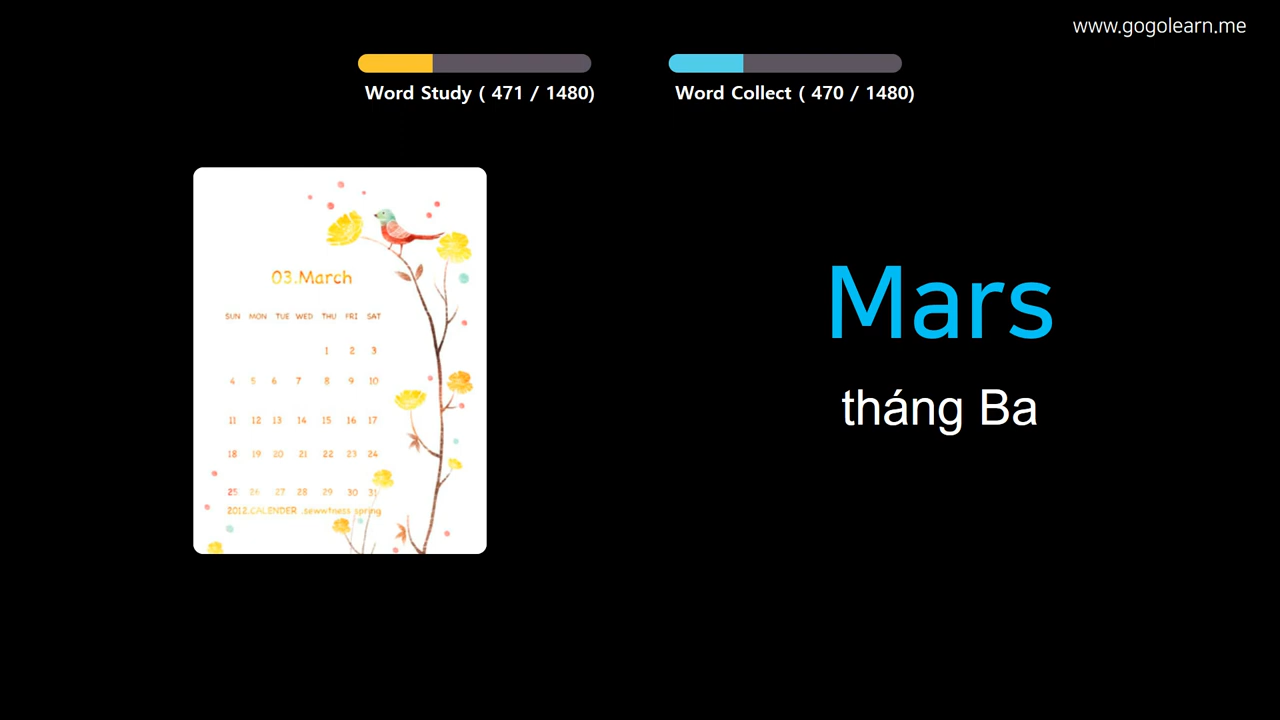 www.gogolearn.me
Word Study ( 471 / 1480)
Word Collect ( 470 / 1480)
03.March
SUN MON TUE WED THU FRI SAT
1 2 3
4 5 6 7 8 9 10
11 12 13 14 15 16 17
18 19 20 21 22 23 24
25 26 27 28 29 30 31
2012.CALENDER .sewwtness spring
Mars
tháng Ba